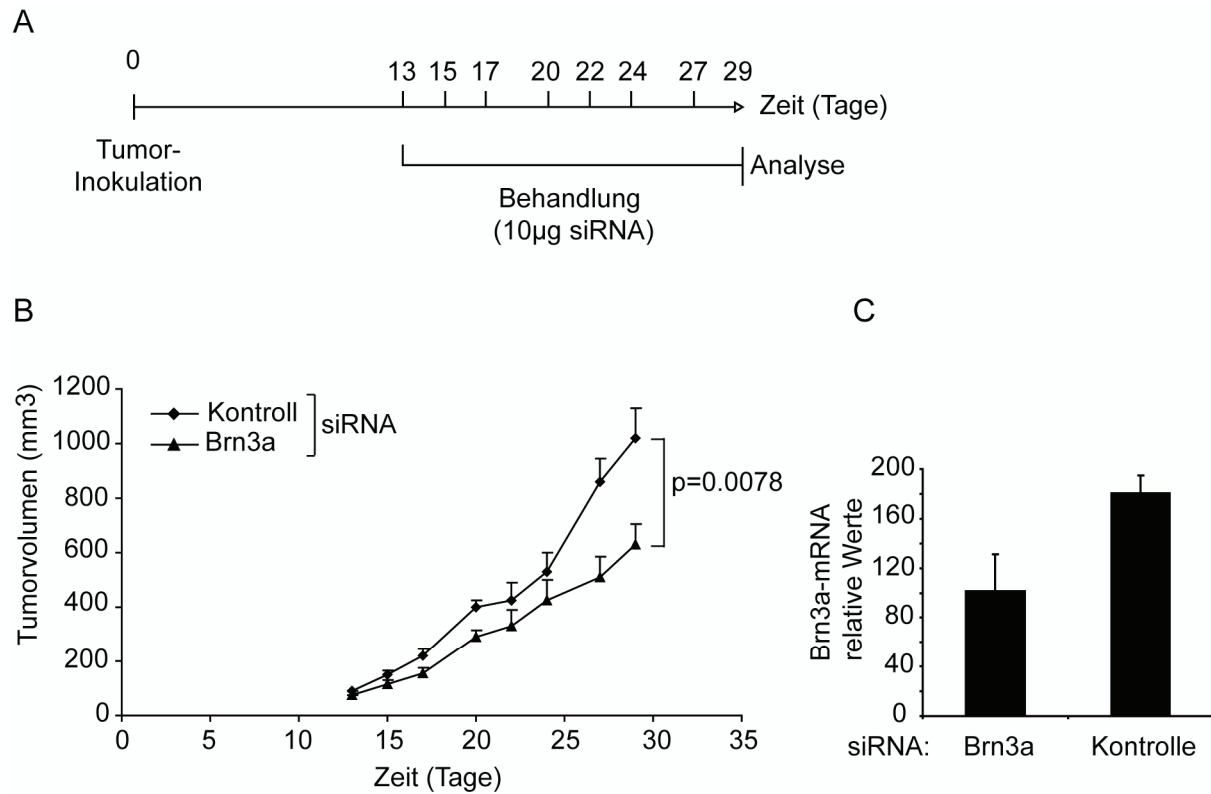 A
0
13 15 17 20 22 24 27 29
Zeit (Tage)
Tumor-
Inokulation
Analyse
Behandlung
(10µg siRNA)
B
Tumorvolumen (mm3)
1200
1000
800
600
400
200
0
0 5 10 15 20 25 30 35
Zeit (Tage)
Kontroll
Brn3a
siRNA
p=0.0078
C
Brn3a-mRNA
relative Werte
200
160
120
80
40
0
siRNA: Brn3a Kontrolle